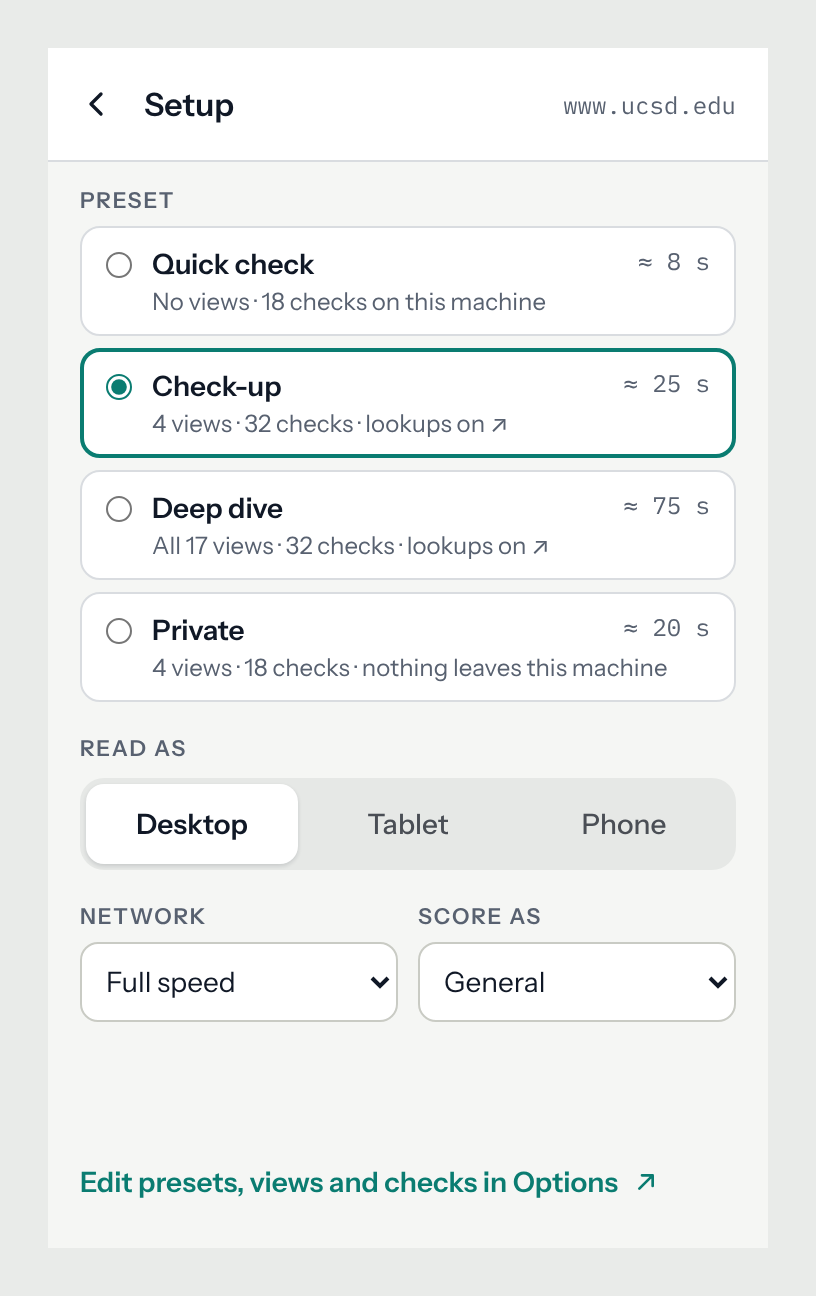 Setup
www.ucsd.edu
PRESET
Quick check
≈ 8 s
No views · 18 checks on this machine
Check-up
≈ 25 s
4 views · 32 checks · lookups on ↗
Deep dive
≈ 75 s
All 17 views · 32 checks · lookups on ↗
Private
≈ 20 s
4 views · 18 checks · nothing leaves this machine
READ AS
Desktop
Tablet
Phone
NETWORK
SCORE AS
Full speed
General
Edit presets, views and checks in Options ↗